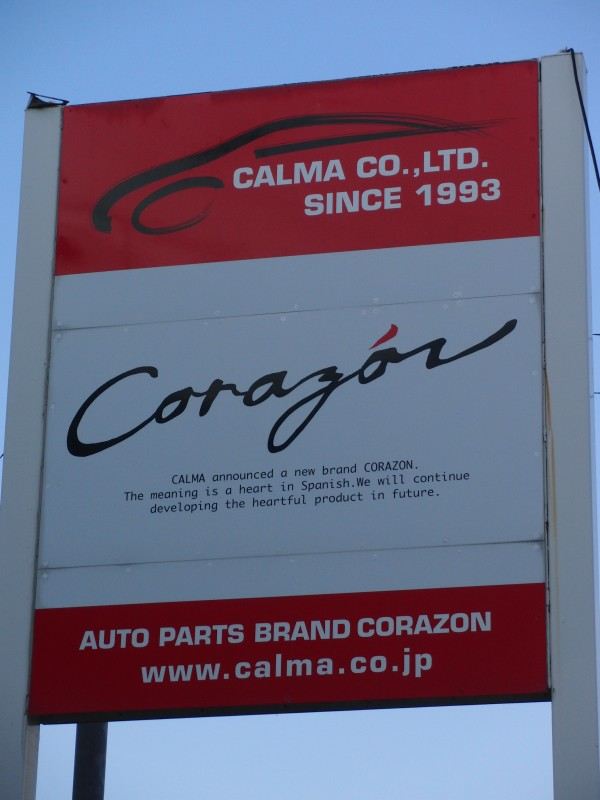 CALMA CO.,LTD.
SINCE 1993
Corazón
CALMA announced a new brand CORAZON.
The meaning is a heart in Spanish.We will continue
developing the heartful product in future.
AUTO PARTS BRAND CORAZON
www.calma.co.jp